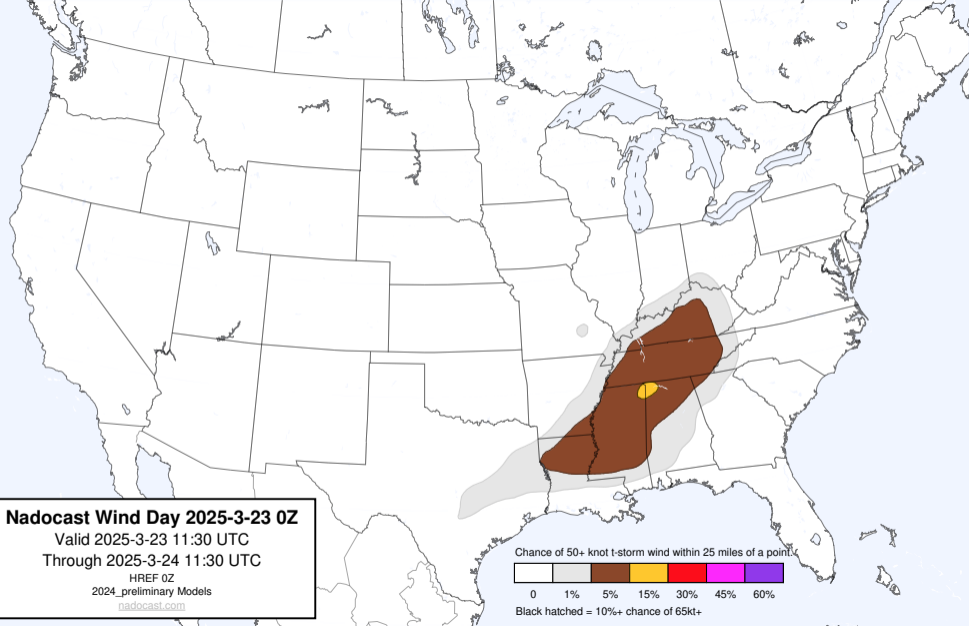 Nadocast Wind Day 2025-3-23 0Z
Valid 2025-3-23 11:30 UTC
Through 2025-3-24 11:30 UTC
HREF 0Z
2024_preliminary Models
nadocast.com
Chance of 50+ knot t-storm wind within 25 miles of a point.
0 1% 5% 15% 30% 45% 60%
Black hatched = 10%+ chance of 65kt+